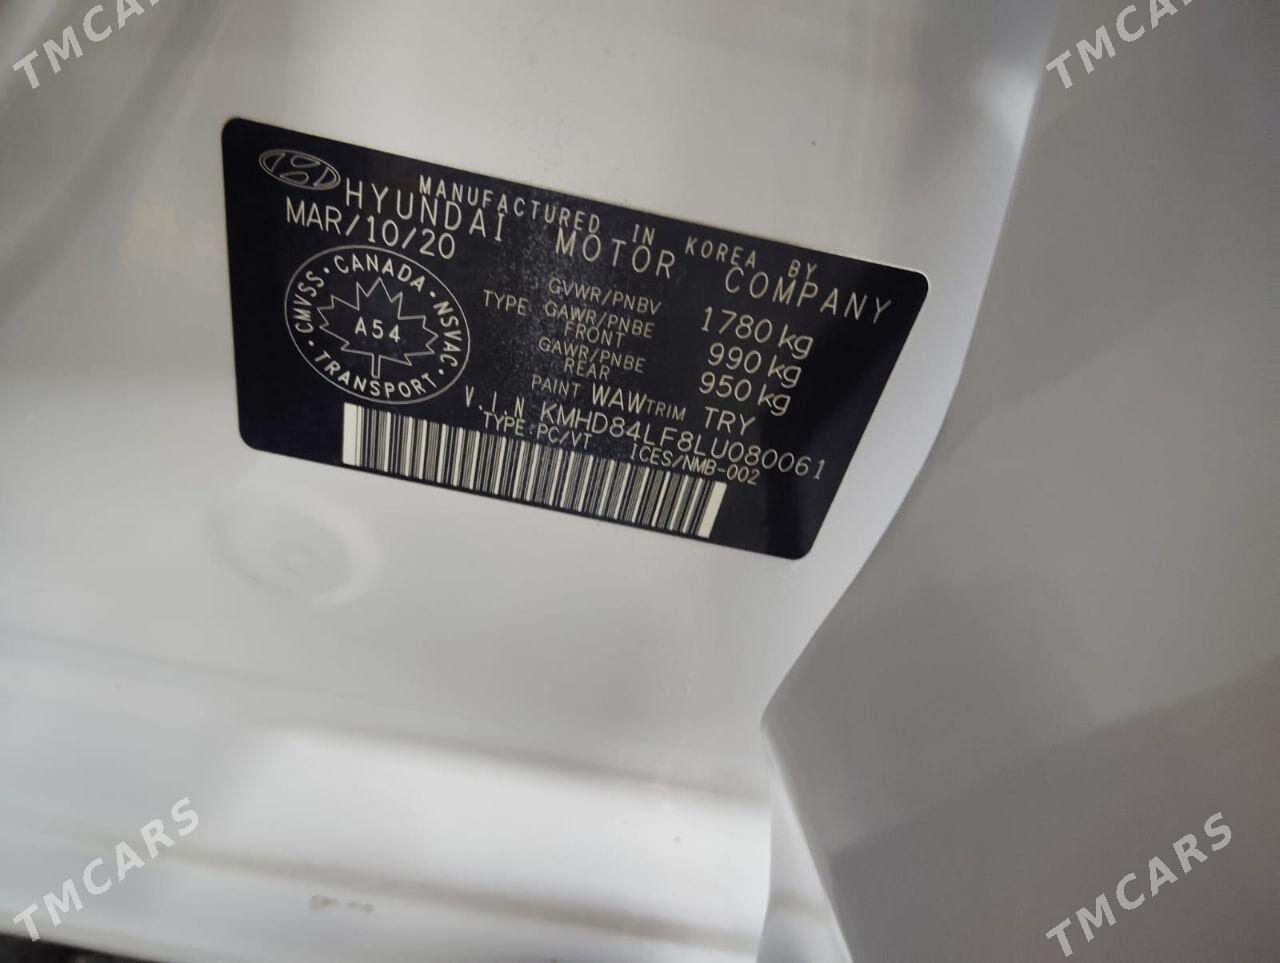 TMCARS
TMCARS
MANUFACTURED IN KOREA BY
HYUNDAI MOTOR COMPANY
MAR/10/20
CMVSS · CANADA · NSVAC · TRANSPORT ·
A54
GVWR/PNBV 1780 kg
TYPE GAWR/PNBE FRONT 990 kg
GAWR/PNBE REAR 950 kg
PAINT WAW TRIM TRY
V.I.N KMHD84LF8LU080061
TYPE:PC/VT ICES/NMB-002
TMCARS
TMCARS